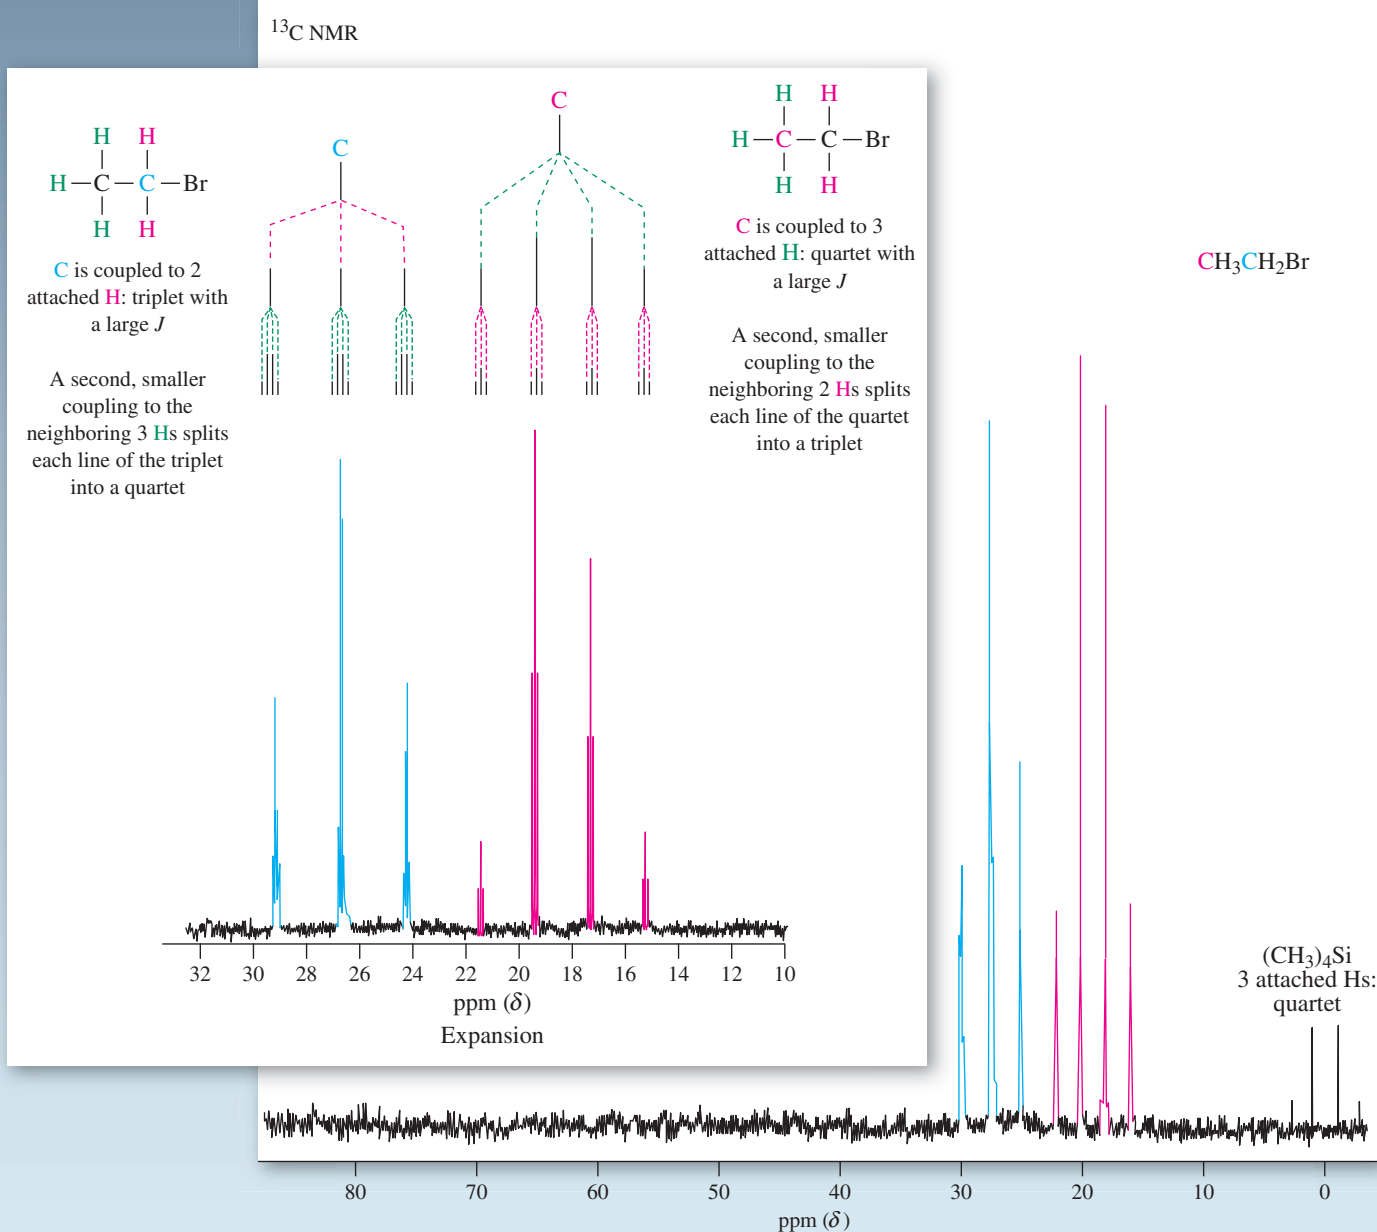 ¹³C NMR
H H
H—C—C—Br
H H
C is coupled to 2
attached H: triplet with
a large J
A second, smaller
coupling to the
neighboring 3 Hs splits
each line of the triplet
into a quartet
C
C
H H
H—C—C—Br
H H
C is coupled to 3
attached H: quartet with
a large J
A second, smaller
coupling to the
neighboring 2 Hs splits
each line of the quartet
into a triplet
CH₃CH₂Br
32 30 28 26 24 22 20 18 16 14 12 10
ppm (δ)
Expansion
(CH₃)₄Si
3 attached Hs:
quartet
80 70 60 50 40 30 20 10 0
ppm (δ)